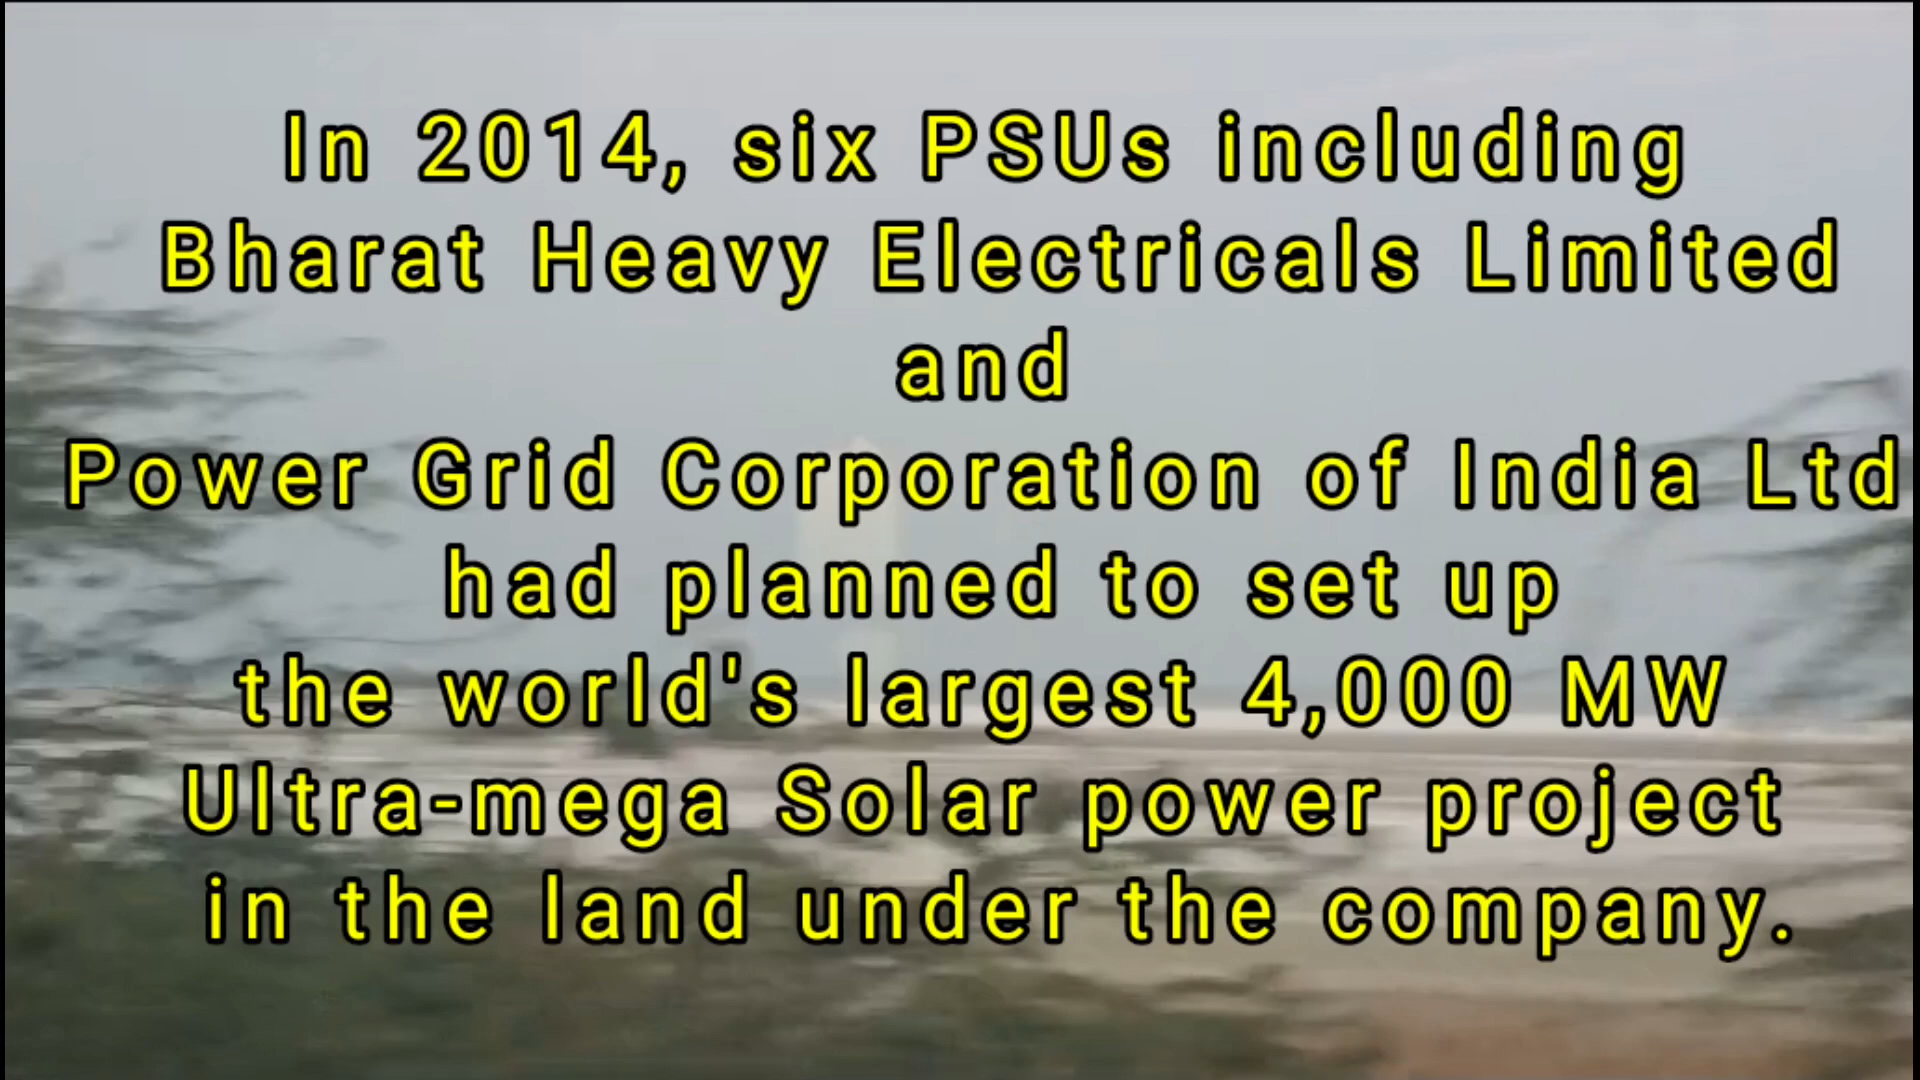 In 2014, six PSUs including
Bharat Heavy Electricals Limited
and
Power Grid Corporation of India Ltd
had planned to set up
the world's largest 4,000 MW
Ultra-mega Solar power project
in the land under the company.